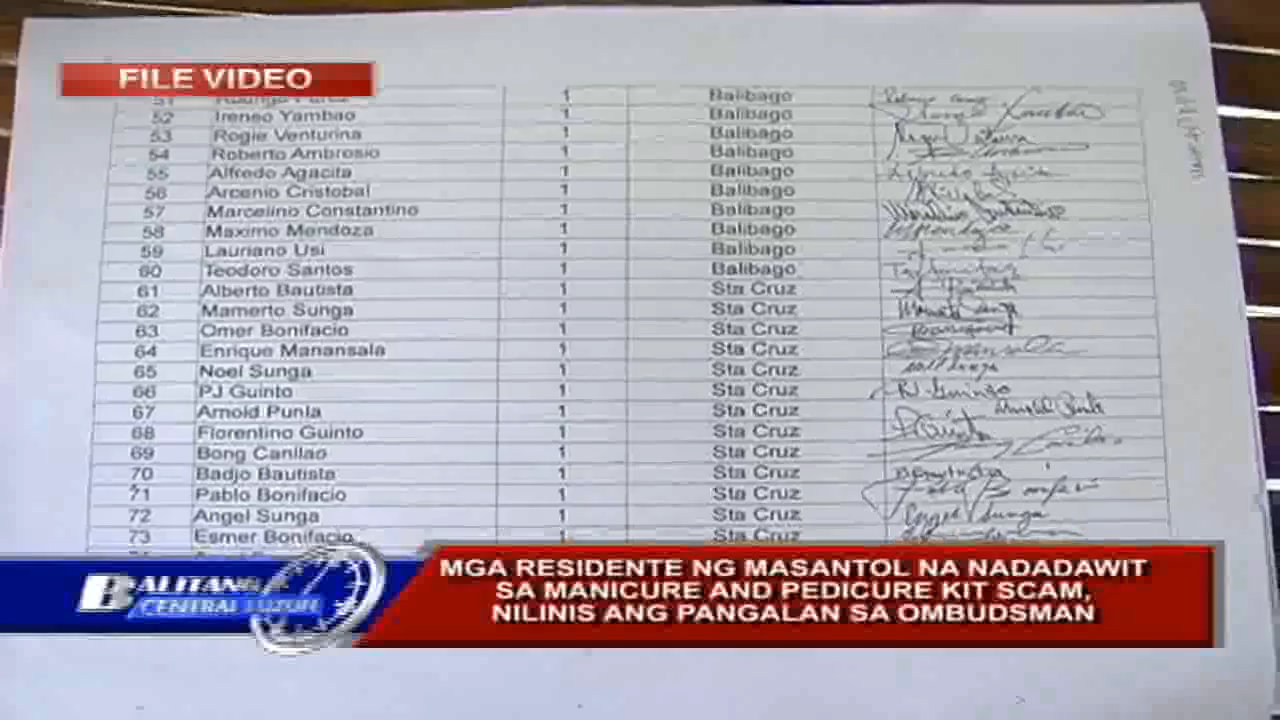 FILE VIDEO
51 1 Balibago
52 Ireneo Yambao 1 Balibago
53 Rogie Venturina 1 Balibago
54 Roberto Ambrosio 1 Balibago
55 Alfredo Agacita 1 Balibago
56 Arcenio Cristobal 1 Balibago
57 Marcelino Constantino 1 Balibago
58 Maximo Mendoza 1 Balibago
59 Lauriano Usi 1 Balibago
60 Teodoro Santos 1 Balibago
61 Alberto Bautista 1 Sta Cruz
62 Mamerto Sunga 1 Sta Cruz
63 Omer Bonifacio 1 Sta Cruz
64 Enrique Manansala 1 Sta Cruz
65 Noel Sunga 1 Sta Cruz
66 PJ Guinto 1 Sta Cruz
67 Arnold Punla 1 Sta Cruz
68 Florentino Guinto 1 Sta Cruz
69 Bong Canilao 1 Sta Cruz
70 Badjo Bautista 1 Sta Cruz
71 Pablo Bonifacio 1 Sta Cruz
72 Angel Sunga 1 Sta Cruz
73 Esmer Bonifacio 1 Sta Cruz
BALITANG
CENTRAL LUZON
MGA RESIDENTE NG MASANTOL NA NADADAWIT
SA MANICURE AND PEDICURE KIT SCAM,
NILINIS ANG PANGALAN SA OMBUDSMAN